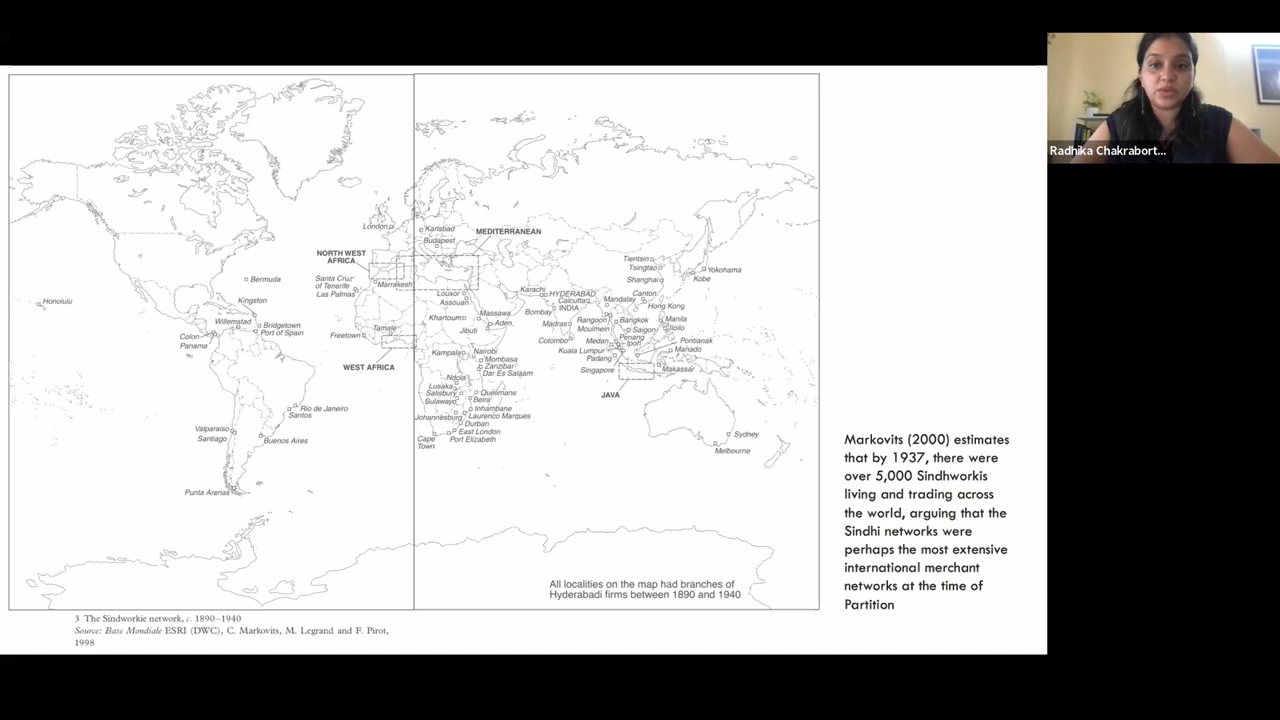 Radhika Chakrabort...
London
Karlsbad
Budapest
MEDITERRANEAN
NORTH WEST
AFRICA
Santa Cruz
of Tenerife
Las Palmas
Marrakesh
Bermuda
Honolulu
Kingston
Willemstad
Bridgetown
Port of Spain
Colon
Panama
Freetown
Tamale
WEST AFRICA
Louxor
Assouan
Khartoum
Massawa
Aden
Jibuti
Karachi
HYDERABAD
Calcutta
INDIA
Bombay
Madras
Colombo
Mandalay
Rangoon
Moulmein
Tientsin
Tsingtao
Shanghai
Yokohama
Kobe
Canton
Hong Kong
Bangkok
Manila
Saigon
Iloilo
Penang
Ipoh
Medan
Kuala Lumpur
Padang
Singapore
Pontianak
Manado
Makassar
JAVA
Kampala
Nairobi
Mombasa
Zanzibar
Dar Es Salaam
Ndola
Lusaka
Salisbury
Bulawayo
Quelimane
Beira
Inhambane
Johannesburg
Laurenco Marques
Durban
East London
Port Elizabeth
Cape
Town
Rio de Janeiro
Santos
Valparaiso
Santiago
Buenos Aires
Punta Arenas
Sydney
Melbourne
All localities on the map had branches of
Hyderabadi firms between 1890 and 1940
3 The Sindworkie network, c. 1890–1940
Source: Base Mondiale ESRI (DWC), C. Markovits, M. Legrand and F. Pirot,
1998
Markovits (2000) estimates
that by 1937, there were
over 5,000 Sindhworkis
living and trading across
the world, arguing that the
Sindhi networks were
perhaps the most extensive
international merchant
networks at the time of
Partition